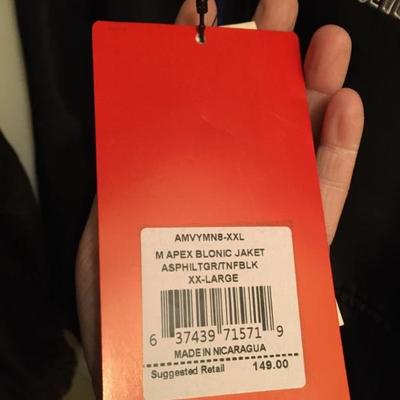 AMVYMN8-XXL
M APEX BLONIC JAKET
ASPHILTGR/TNFBLK
XX-LARGE
6 37439 71571 9
MADE IN NICARAGUA
Suggested Retail 149.00